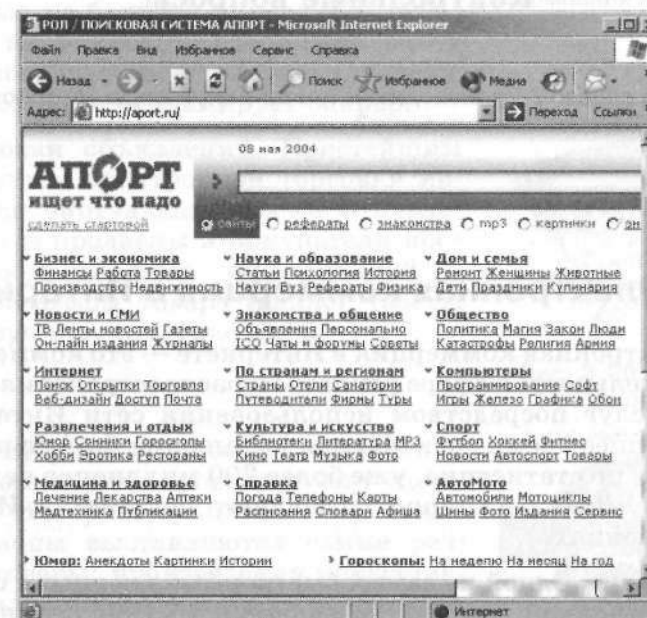 РОЛ / ПОИСКОВАЯ СИСТЕМА АПОРТ - Microsoft Internet Explorer
Файл Правка Вид Избранное Сервис Справка
Назад Поиск Избранное Медиа
Адрес: http://aport.ru/ Переход Ссылки
08 мая 2004
АПОРТ
ищет что надо
сделать стартовой
сайты рефераты знакомства mp3 картинки эн
Бизнес и экономика Наука и образование Дом и семья
Финансы Работа Товары Статьи Психология История Ремонт Женщины Животные
Производство Недвижимость Науки Вуз Рефераты Физика Дети Праздники Кулинария
Новости и СМИ Знакомства и общение Общество
ТВ Ленты новостей Газеты Объявления Персонально Политика Магия Закон Люди
Он-лайн издания Журналы ICQ Чаты и форумы Советы Катастрофы Религия Армия
Интернет По странам и регионам Компьютеры
Поиск Открытки Торговля Страны Отели Санатории Программирование Софт
Веб-дизайн Доступ Почта Путеводители Фирмы Туры Игры Железо Графика Обои
Развлечения и отдых Культура и искусство Спорт
Юмор Сонники Гороскопы Библиотеки Литература MP3 Футбол Хоккей Фитнес
Хобби Эротика Рестораны Кино Театр Музыка Фото Новости Автоспорт Товары
Медицина и здоровье Справка АвтоМото
Лечение Лекарства Аптеки Погода Телефоны Карты Автомобили Мотоциклы
Медтехника Публикации Расписания Словари Афиша Шины Фото Издания Сервис
Юмор: Анекдоты Картинки Истории Гороскопы: На неделю На месяц На год
Интернет